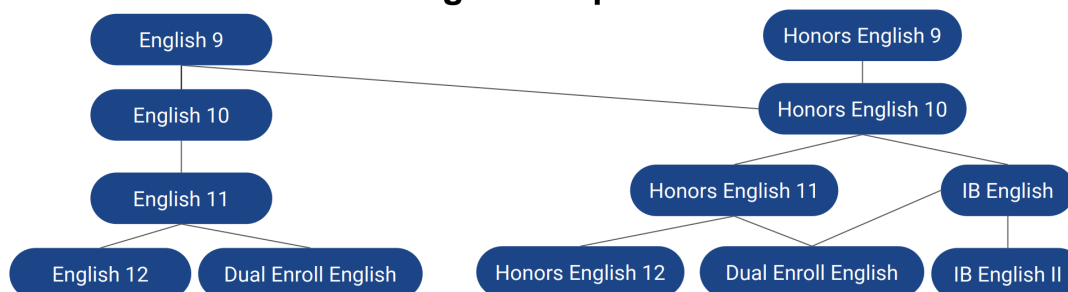 English 9
Honors English 9
English 10
Honors English 10
English 11
Honors English 11
IB English
English 12
Dual Enroll English
Honors English 12
Dual Enroll English
IB English II